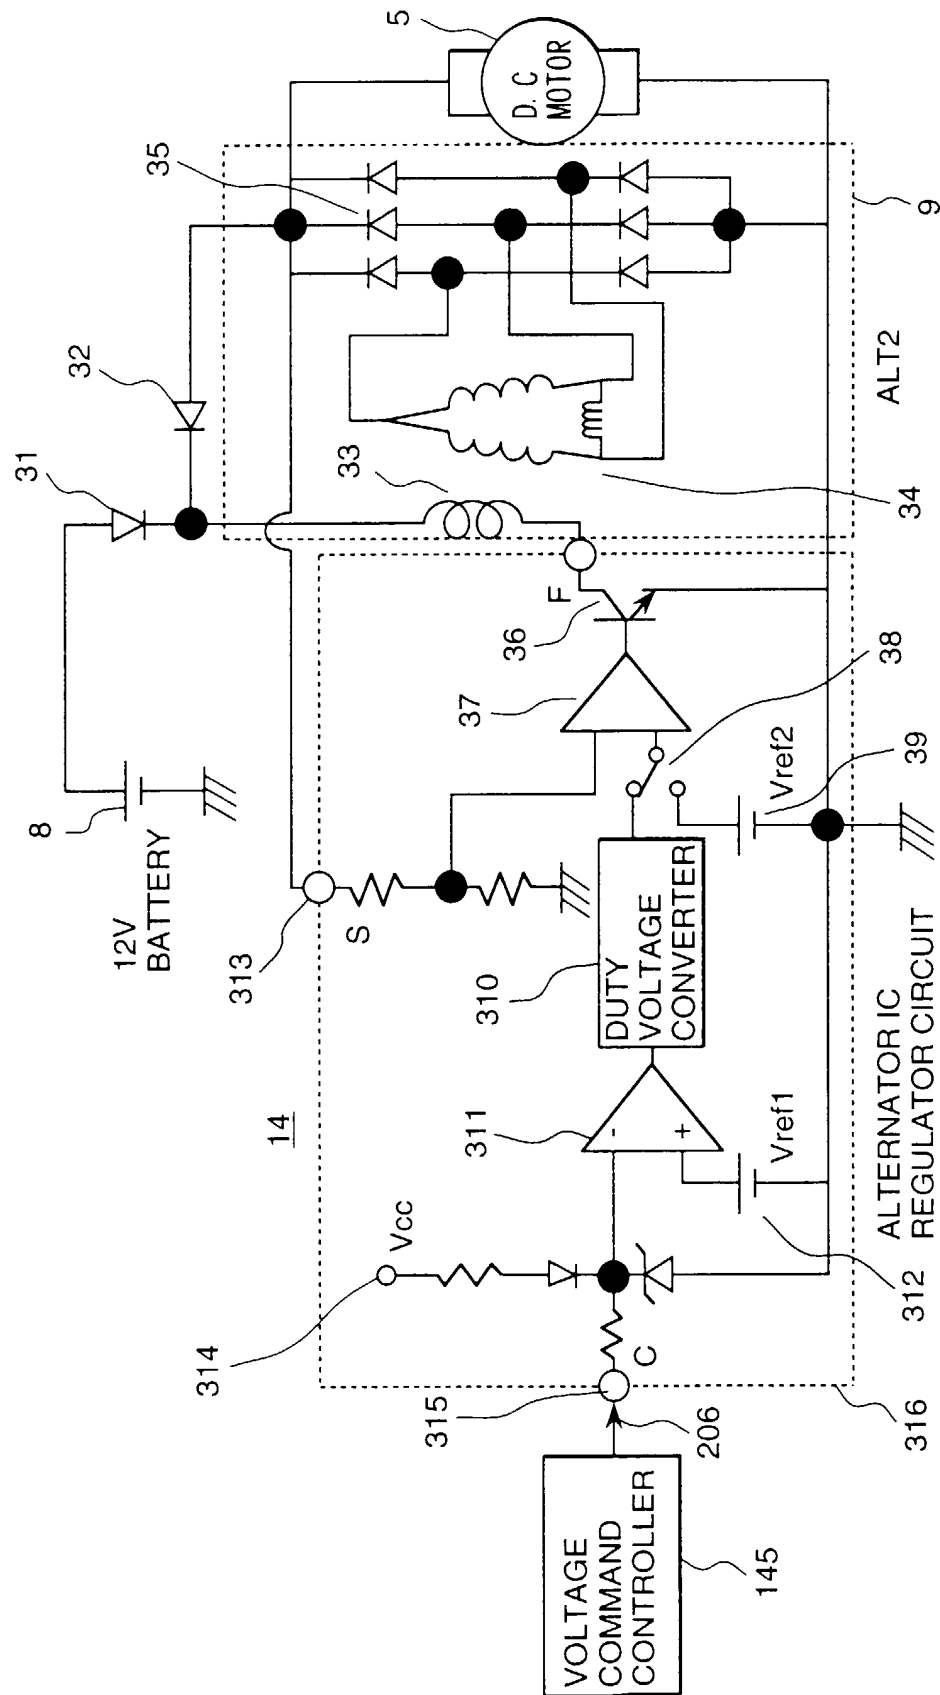 12V
BATTERY
8
31
32
35
5
D.C
MOTOR
313
S
14
33
F
36
37
34
ALT2
9
314
Vcc
311
-
+
310
DUTY
VOLTAGE
CONVERTER
38
Vref2
39
Vref1
312
315
C
206
VOLTAGE
COMMAND
CONTROLLER
145
316
ALTERNATOR IC
REGULATOR CIRCUIT